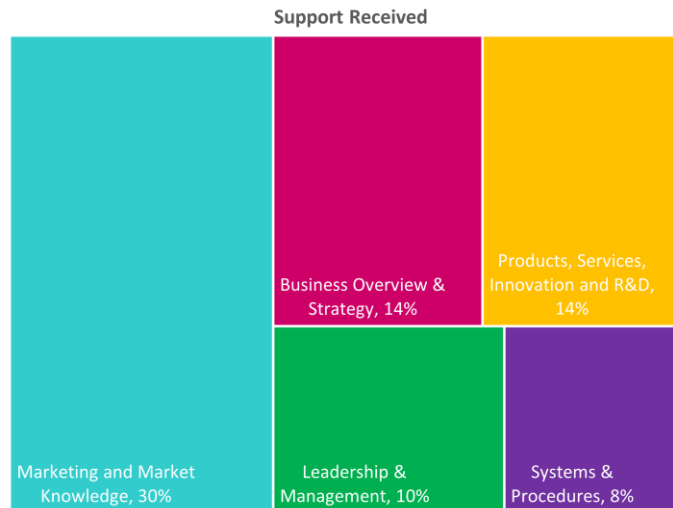 Support Received
Business Overview &
Strategy, 14%
Products, Services,
Innovation and R&D,
14%
Marketing and Market
Knowledge, 30%
Leadership &
Management, 10%
Systems &
Procedures, 8%